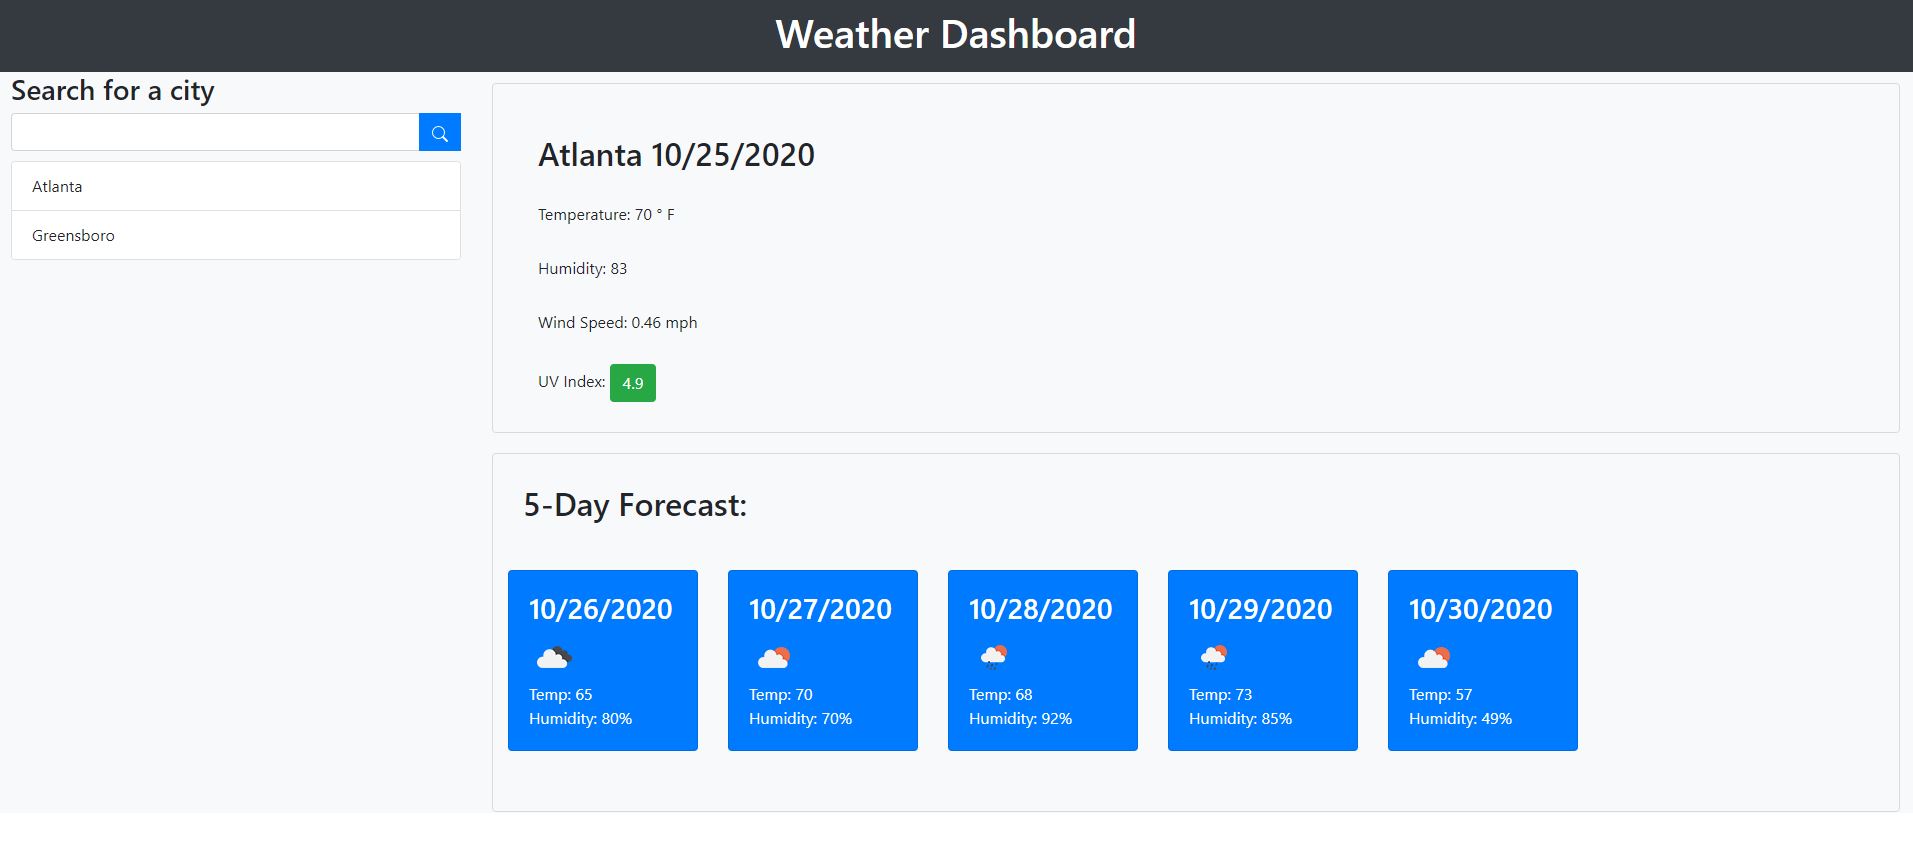 Weather Dashboard
Search for a city
Atlanta
Greensboro
Atlanta 10/25/2020
Temperature: 70 ° F
Humidity: 83
Wind Speed: 0.46 mph
UV Index: 4.9
5-Day Forecast:
10/26/2020
Temp: 65
Humidity: 80%
10/27/2020
Temp: 70
Humidity: 70%
10/28/2020
Temp: 68
Humidity: 92%
10/29/2020
Temp: 73
Humidity: 85%
10/30/2020
Temp: 57
Humidity: 49%